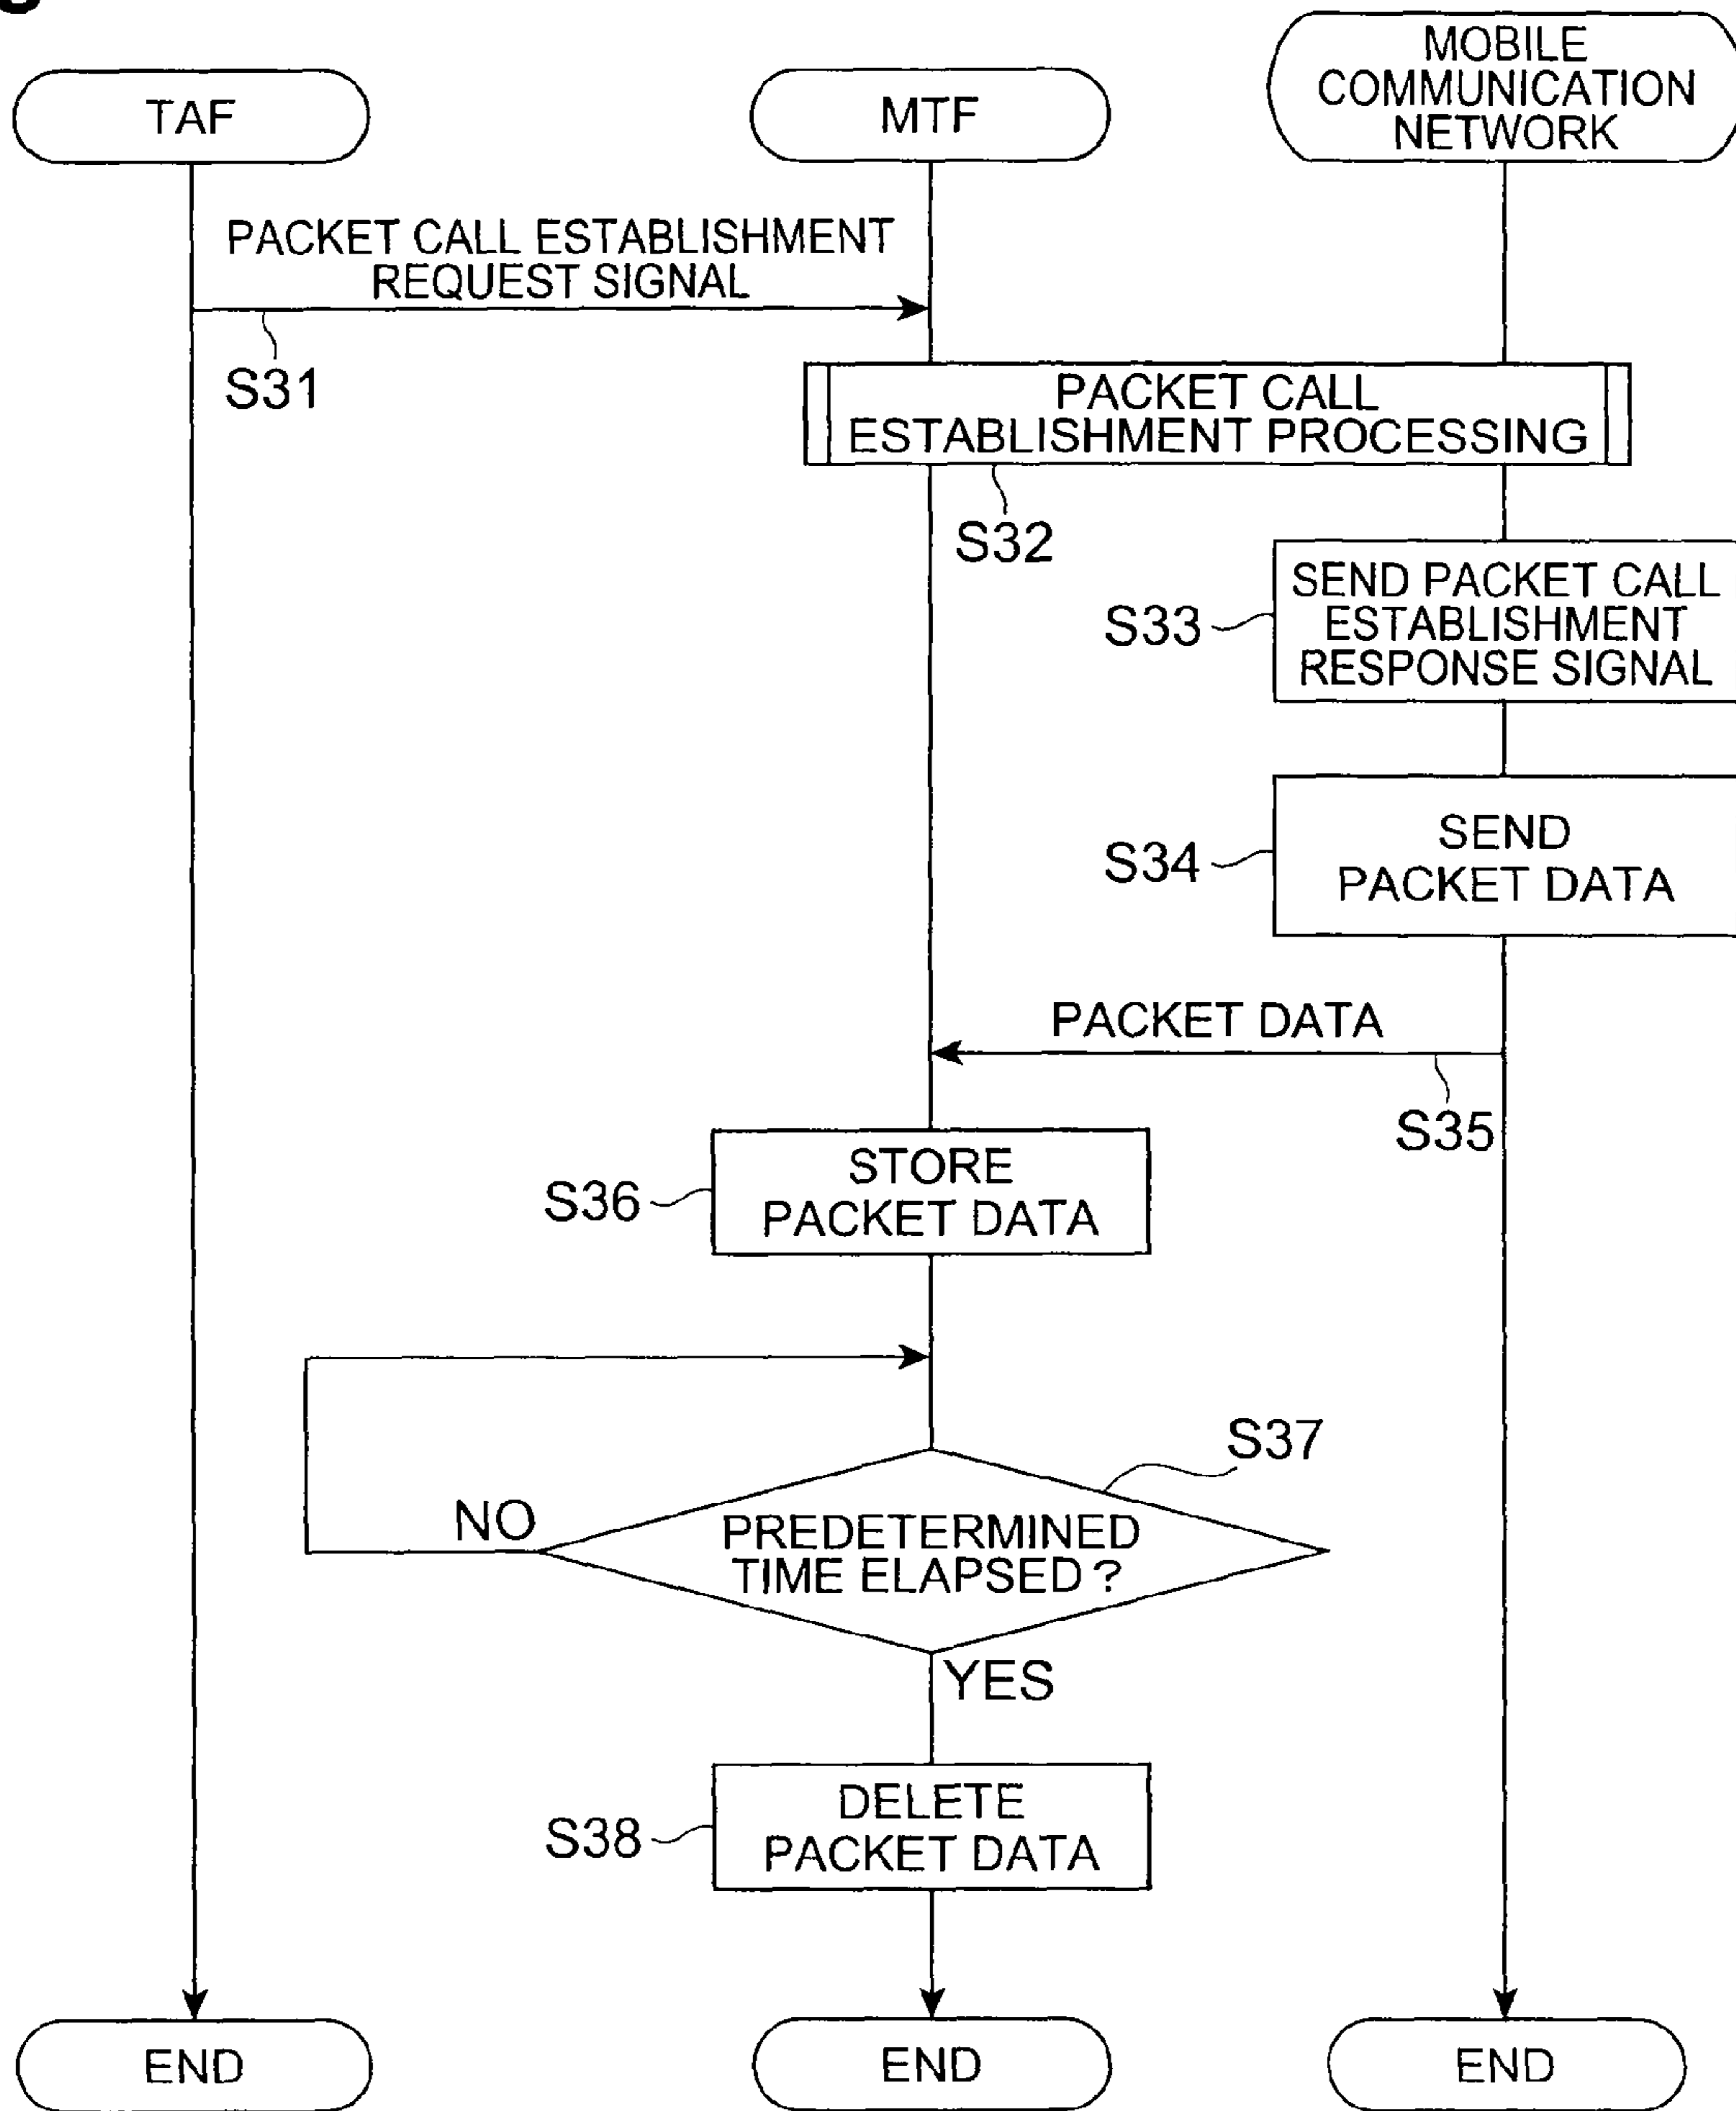 TAF
MTF
MOBILE
COMMUNICATION
NETWORK
PACKET CALL ESTABLISHMENT
REQUEST SIGNAL
S31
PACKET CALL
ESTABLISHMENT PROCESSING
S32
SEND PACKET CALL
ESTABLISHMENT
RESPONSE SIGNAL
S33
SEND
PACKET DATA
S34
PACKET DATA
S35
STORE
PACKET DATA
S36
S37
NO
PREDETERMINED
TIME ELAPSED ?
YES
DELETE
PACKET DATA
S38
END
END
END